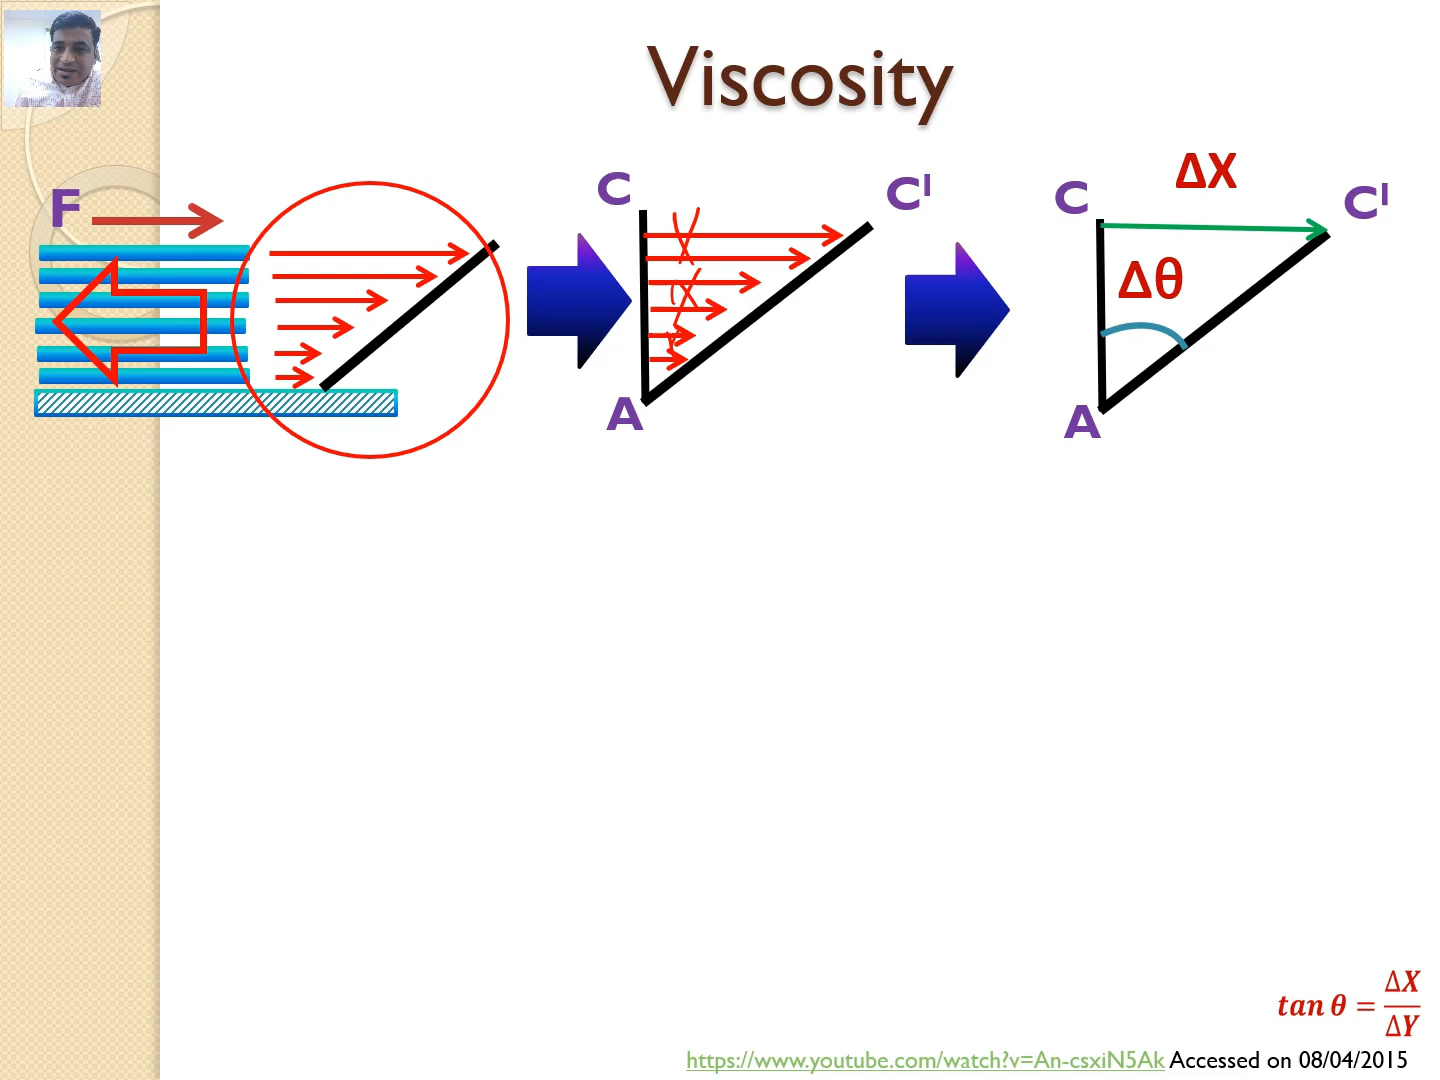 Viscosity
F
C
C^I
A
ΔX
C
C^I
Δθ
A
tan θ = ΔX/ΔY
https://www.youtube.com/watch?v=An-csxiN5Ak Accessed on 08/04/2015